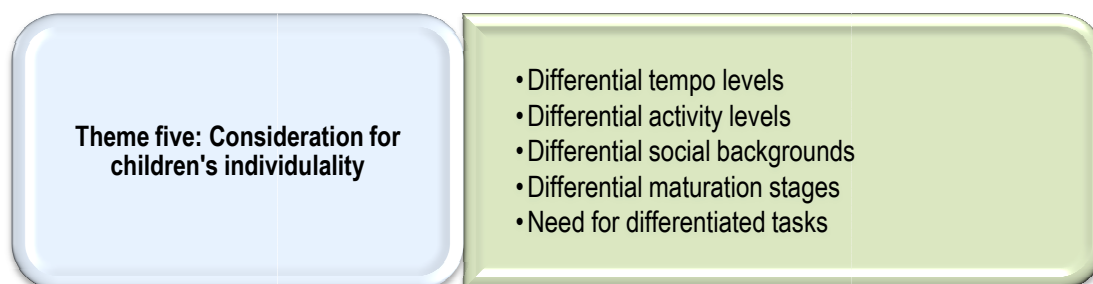 Theme five: Consideration for
children's individulality
• Differential tempo levels
• Differential activity levels
• Differential social backgrounds
• Differential maturation stages
• Need for differentiated tasks